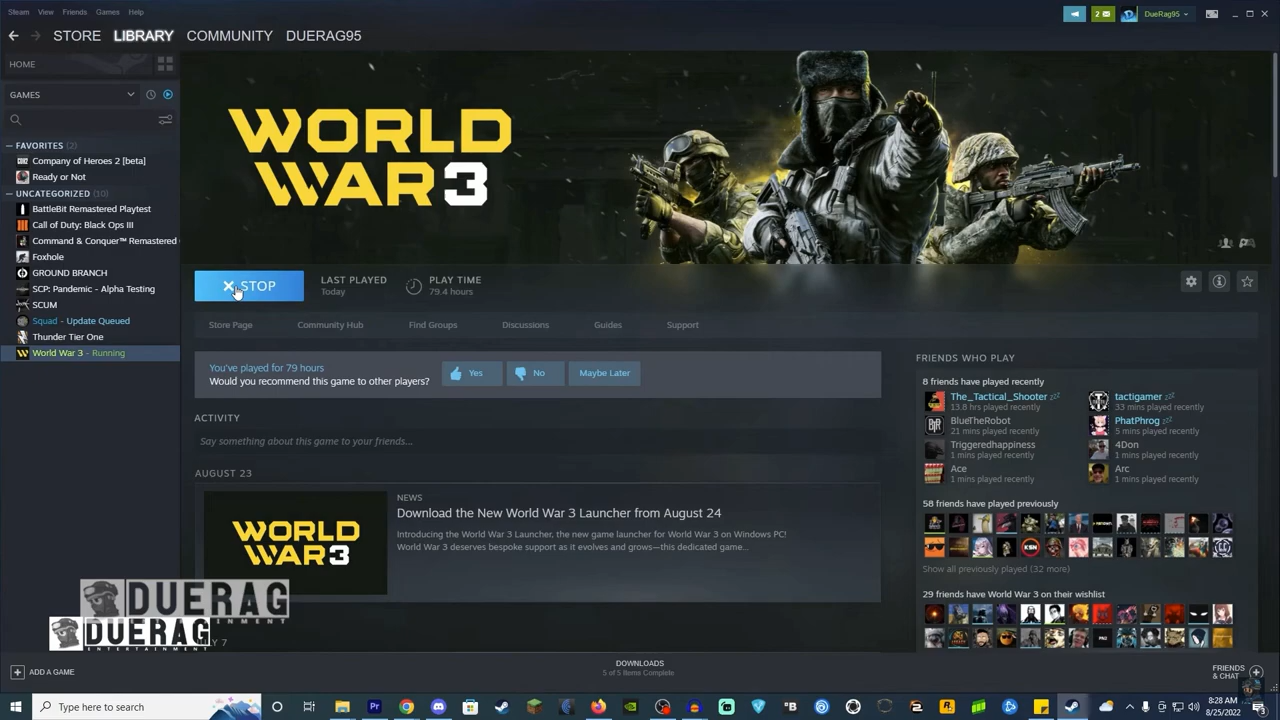 Steam View Friends Games Help
2
DueRag95
STORE LIBRARY COMMUNITY DUERAG95
HOME
GAMES
FAVORITES (2)
Company of Heroes 2 [beta]
Ready or Not
UNCATEGORIZED (10)
BattleBit Remastered Playtest
Call of Duty: Black Ops III
Command & Conquer™ Remastered
Foxhole
GROUND BRANCH
SCP: Pandemic - Alpha Testing
SCUM
Squad - Update Queued
Thunder Tier One
World War 3 - Running
WORLD
WAR 3
STOP
LAST PLAYED
Today
PLAY TIME
79.4 hours
Store Page Community Hub Find Groups Discussions Guides Support
You've played for 79 hours
Would you recommend this game to other players?
Yes No Maybe Later
ACTIVITY
Say something about this game to your friends...
AUGUST 23
WORLD
WAR 3
NEWS
Download the New World War 3 Launcher from August 24
Introducing the World War 3 Launcher, the new game launcher for World War 3 on Windows PC!
World War 3 deserves bespoke support as it evolves and grows—this dedicated game...
FRIENDS WHO PLAY
8 friends have played recently
The_Tactical_Shooter
13.8 hrs played recently
tactigamer
33 mins played recently
BlueTheRobot
21 mins played recently
PhatPhrog
5 mins played recently
Triggeredhappiness
1 mins played recently
4Don
1 mins played recently
Ace
1 mins played recently
Arc
1 mins played recently
58 friends have played previously
Show all previously played (32 more)
29 friends have World War 3 on their wishlist
DUERAG
ENTERTAINMENT
DUERAG
ENTERTAINMENT
LY 7
ADD A GAME
DOWNLOADS
5 of 5 Items Complete
FRIENDS
& CHAT
Type here to search
8:28 AM
8/25/2022